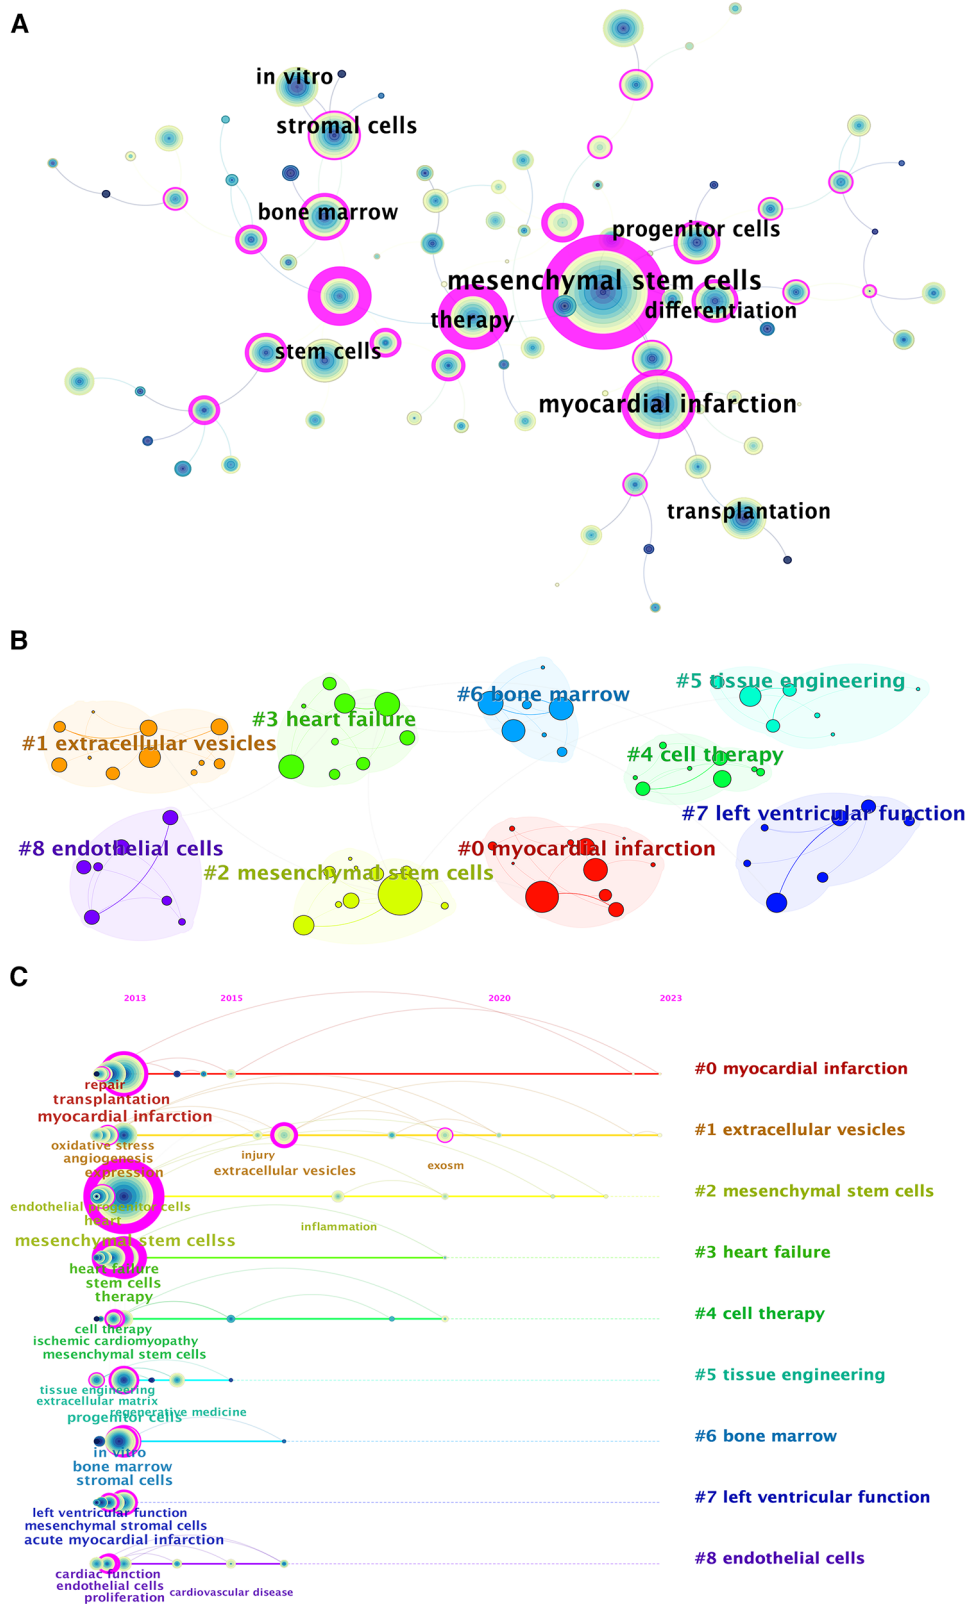 A
in vitro
stromal cells
bone marrow
progenitor cells
mesenchymal stem cells
differentiation
therapy
stem cells
myocardial infarction
transplantation
B
#5 tissue engineering
#6 bone marrow
#3 heart failure
#1 extracellular vesicles
#4 cell therapy
#7 left ventricular function
#8 endothelial cells
#0 myocardial infarction
#2 mesenchymal stem cells
C
2013 2015 2020 2023
#0 myocardial infarction
repair
transplantation
myocardial infarction
#1 extracellular vesicles
oxidative stress
angiogenesis
expression
injury
extracellular vesicles
exosm
#2 mesenchymal stem cells
endothelial progenitor cells
heart
mesenchymal stem cellss
inflammation
#3 heart failure
heart failure
stem cells
therapy
#4 cell therapy
cell therapy
ischemic cardiomyopathy
mesenchymal stem cells
#5 tissue engineering
tissue engineering
extracellular matrix
regenerative medicine
progenitor cells
#6 bone marrow
in vitro
bone marrow
stromal cells
#7 left ventricular function
left ventricular function
mesenchymal stromal cells
acute myocardial infarction
#8 endothelial cells
cardiac function
endothelial cells
proliferation
cardiovascular disease